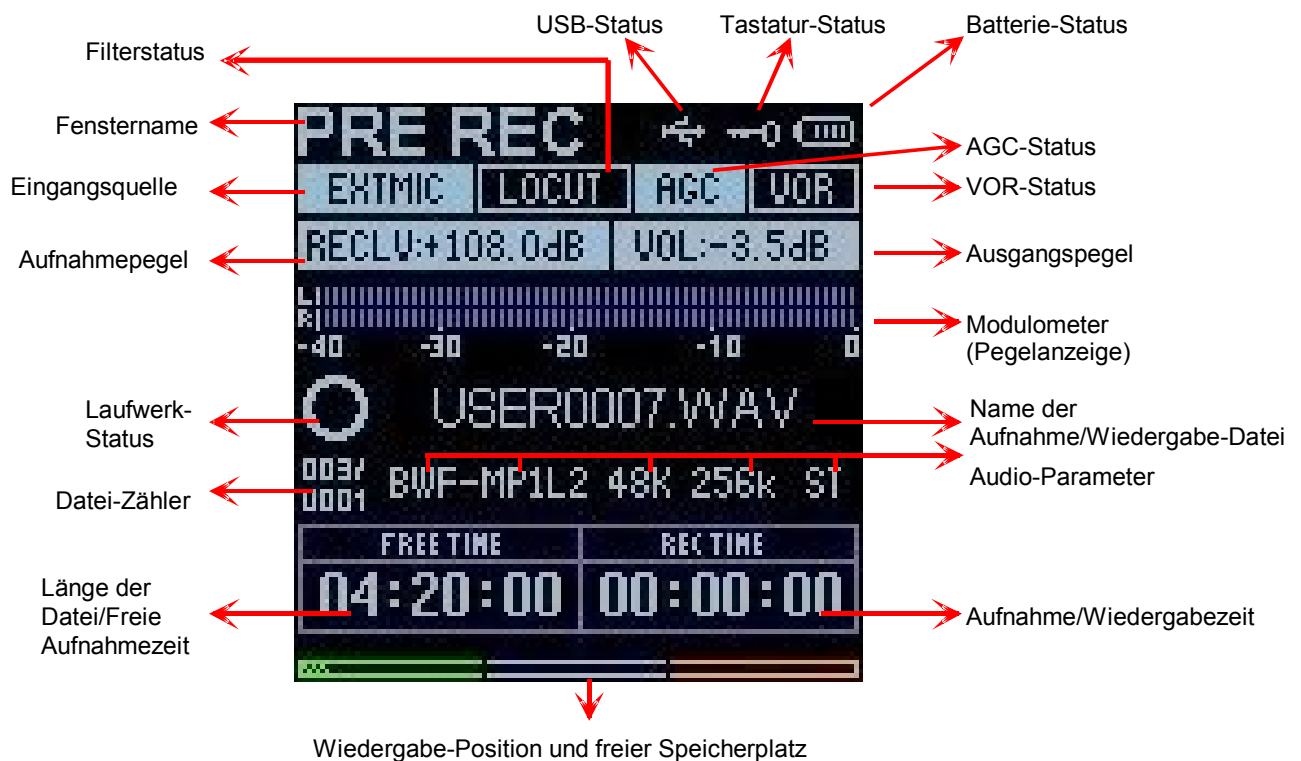 USB-Status
Tastatur-Status
Batterie-Status
Filterstatus
Fenstername
PRE REC
AGC-Status
Eingangsquelle
EXTMIC
LOCUT
AGC
VOR
VOR-Status
Aufnahmepegel
RECLV:+108.0dB
VOL:-3.5dB
Ausgangspegel
L
R
-40 -30 -20 -10 0
Modulometer
(Pegelanzeige)
Laufwerk-
Status
USER0007.WAV
Name der
Aufnahme/Wiedergabe-Datei
Datei-Zähler
003/
0001
BWF-MP1L2 48K 256k ST
Audio-Parameter
FREE TIME
REC TIME
Länge der
Datei/Freie
Aufnahmezeit
04:20:00
00:00:00
Aufnahme/Wiedergabezeit
Wiedergabe-Position und freier Speicherplatz